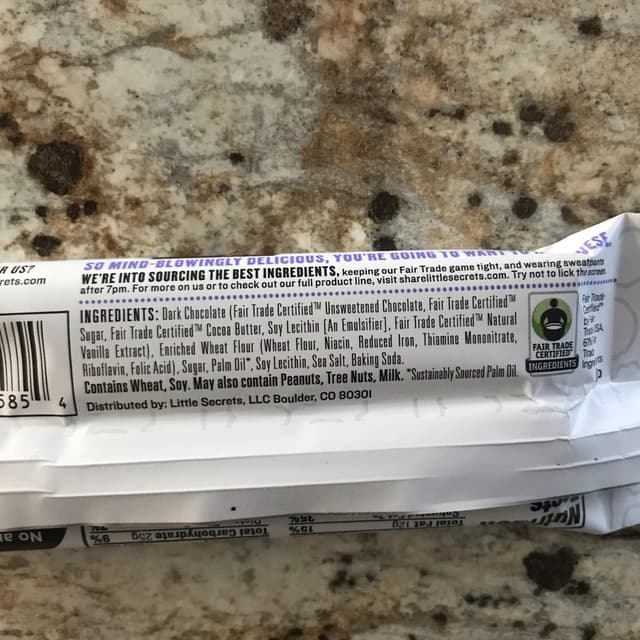 R US?
rets.com
SO MIND-BLOWINGLY DELICIOUS, YOU'RE GOING TO WANT TO
WE'RE INTO SOURCING THE BEST INGREDIENTS, keeping our Fair Trade game tight, and wearing sweatpants
after 7pm. For more on us or to check out our full product line, visit sharelittlesecrets.com. Try not to lick the screen.
INGREDIENTS: Dark Chocolate (Fair Trade Certified™ Unsweetened Chocolate, Fair Trade Certified™
Sugar, Fair Trade Certified™ Cocoa Butter, Soy Lecithin [An Emulsifier], Fair Trade Certified™ Natural
Vanilla Extract), Enriched Wheat Flour (Wheat Flour, Niacin, Reduced Iron, Thiamine Mononitrate,
Riboflavin, Folic Acid), Sugar, Palm Oil*, Soy Lecithin, Sea Salt, Baking Soda.
Contains Wheat, Soy. May also contain Peanuts, Tree Nuts, Milk. *Sustainably Sourced Palm Oil.
Distributed by: Little Secrets, LLC Boulder, CO 80301
585 4
FAIR TRADE
CERTIFIED™
INGREDIENTS
Fair Trade
Certified™
by Fair
Trade USA.
Total Fat 12g 15%
Total Carbohydrate 25g 9%
No